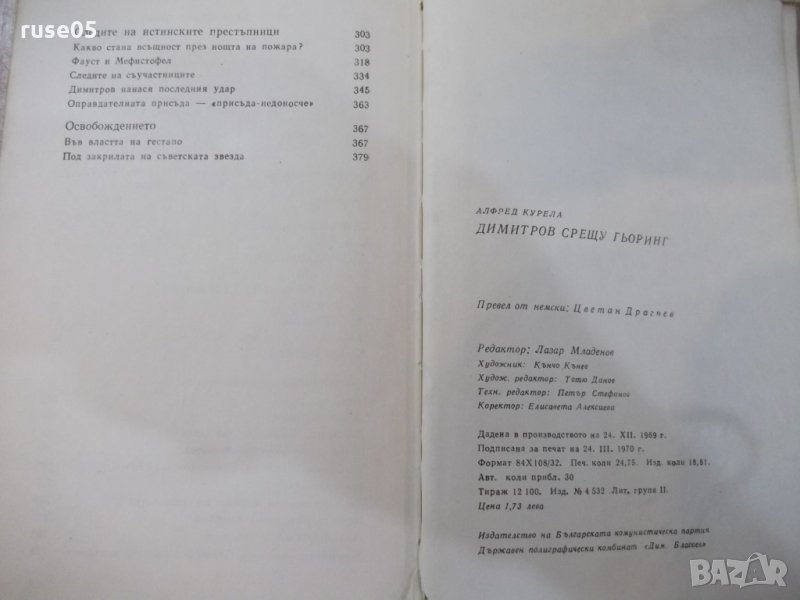 ruse05
дите на истинските престъпници 303
Какво стана всъщност през нощта на пожара? 303
Фауст и Мефистофел 318
Следите на съучастниците 334
Димитров нанася последния удар 345
Оправдателната присъда — «присъда-недоносче» 363
Освобождението 367
Във властта на гестапо 367
Под закрилата на съветската звезда 379
АЛФРЕД КУРЕЛА
ДИМИТРОВ СРЕЩУ ГЬОРИНГ
Превел от немски: Цветан Драгнев
Редактор: Лазар Младенов
Художник: Кънчо Кънев
Худож. редактор: Тотю Данов
Техн. редактор: Петър Стефанов
Коректор: Елисавета Алексиева
Дадена в производството на 24. XII. 1969 г.
Подписана за печат на 24. III. 1970 г.
Формат 84X108/32. Печ. коли 24,75. Изд. коли 18,81.
Авт. коли прибл. 30
Тираж 12 100. Изд. № 4532 Лит. група II.
Цена 1,73 лева
Издателство на Българската комунистическа партия
Държавен полиграфически комбинат «Дим. Благоев»
BAZAR
.bg